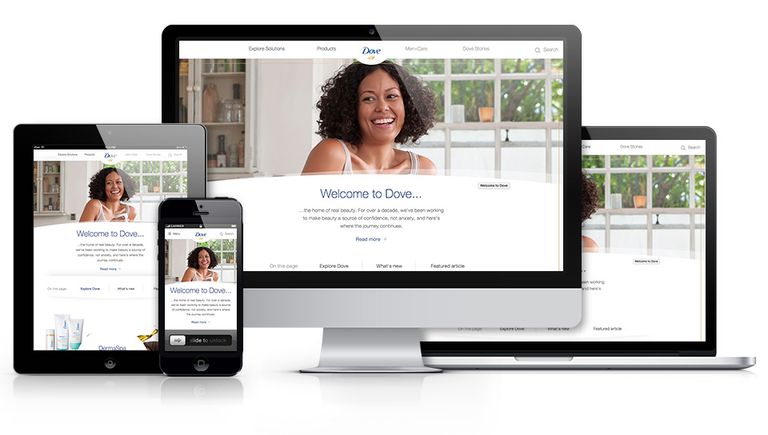 Explore Solutions Products Dove Men+Care Dove Stories Search
Welcome to Dove...
Welcome to Dove...
...the home of real beauty. For over a decade, we've been working
to make beauty a source of confidence, not anxiety, and here's
where the journey continues.
Read more
On the page: Explore Dove What's new Featured article
Explore Solutions Products Dove Dove Stories Search
Welcome to Dove...
...the home of real beauty. For over a decade,
we've been working to make beauty a source of
confidence, not anxiety, and here's where the
journey continues.
Read more
On the page: Explore Dove What's new
DermaSpa
Menu Dove Search
Welcome to Dove...
...the home of real beauty. For over a decade,
we've been working to make beauty a
source of confidence, not anxiety, and
here's where the journey continues.
Read more
slide to unlock
Care Dove Stories Search
Welcome to Dove
been working
and here's
On the page: Explore Dove What's new Featured article